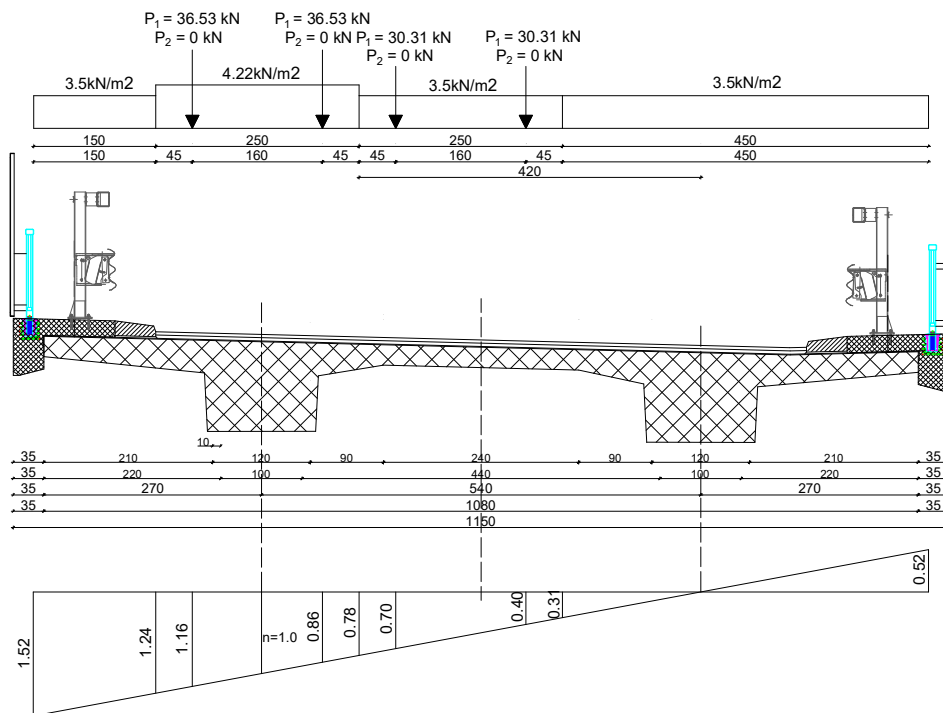 P₁ = 36.53 kN P₁ = 36.53 kN
P₂ = 0 kN P₂ = 0 kN P₁ = 30.31 kN P₁ = 30.31 kN
P₂ = 0 kN P₂ = 0 kN
3.5kN/m2 4.22kN/m2 3.5kN/m2 3.5kN/m2
150 250 250 450
150 45 160 45 45 160 45 450
420
10
35 210 120 90 240 90 120 210 35
35 220 100 440 100 220 35
35 270 540 270 35
35 1080 35
1150
1.52 1.24 1.16 n=1.0 0.86 0.78 0.70 0.40 0.31 0.52